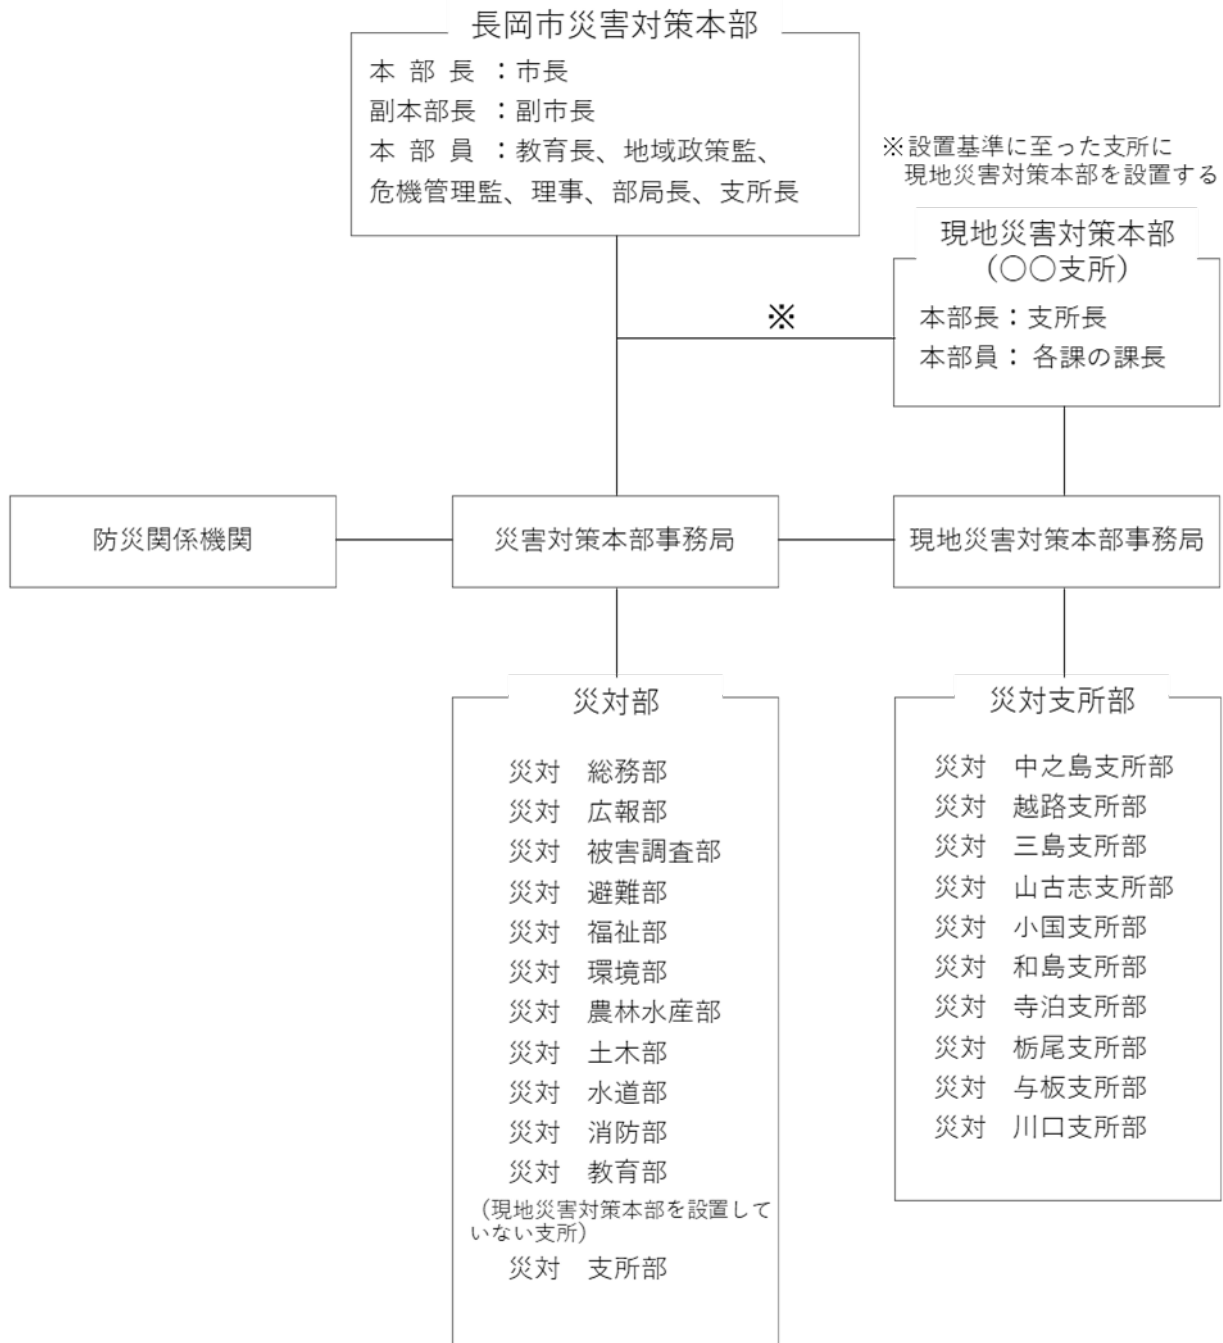 長岡市災害対策本部
本 部 長 ：市長
副本部長 ：副市長
本 部 員 ：教育長、地域政策監、
危機管理監、理事、部局長、支所長
※設置基準に至った支所に
現地災害対策本部を設置する
現地災害対策本部
（○○支所）
本部長：支所長
本部員： 各課の課長
※
防災関係機関
災害対策本部事務局
現地災害対策本部事務局
災対部
災対 総務部
災対 広報部
災対 被害調査部
災対 避難部
災対 福祉部
災対 環境部
災対 農林水産部
災対 土木部
災対 水道部
災対 消防部
災対 教育部
（現地災害対策本部を設置して
いない支所）
災対 支所部
災対支所部
災対 中之島支所部
災対 越路支所部
災対 三島支所部
災対 山古志支所部
災対 小国支所部
災対 和島支所部
災対 寺泊支所部
災対 栃尾支所部
災対 与板支所部
災対 川口支所部